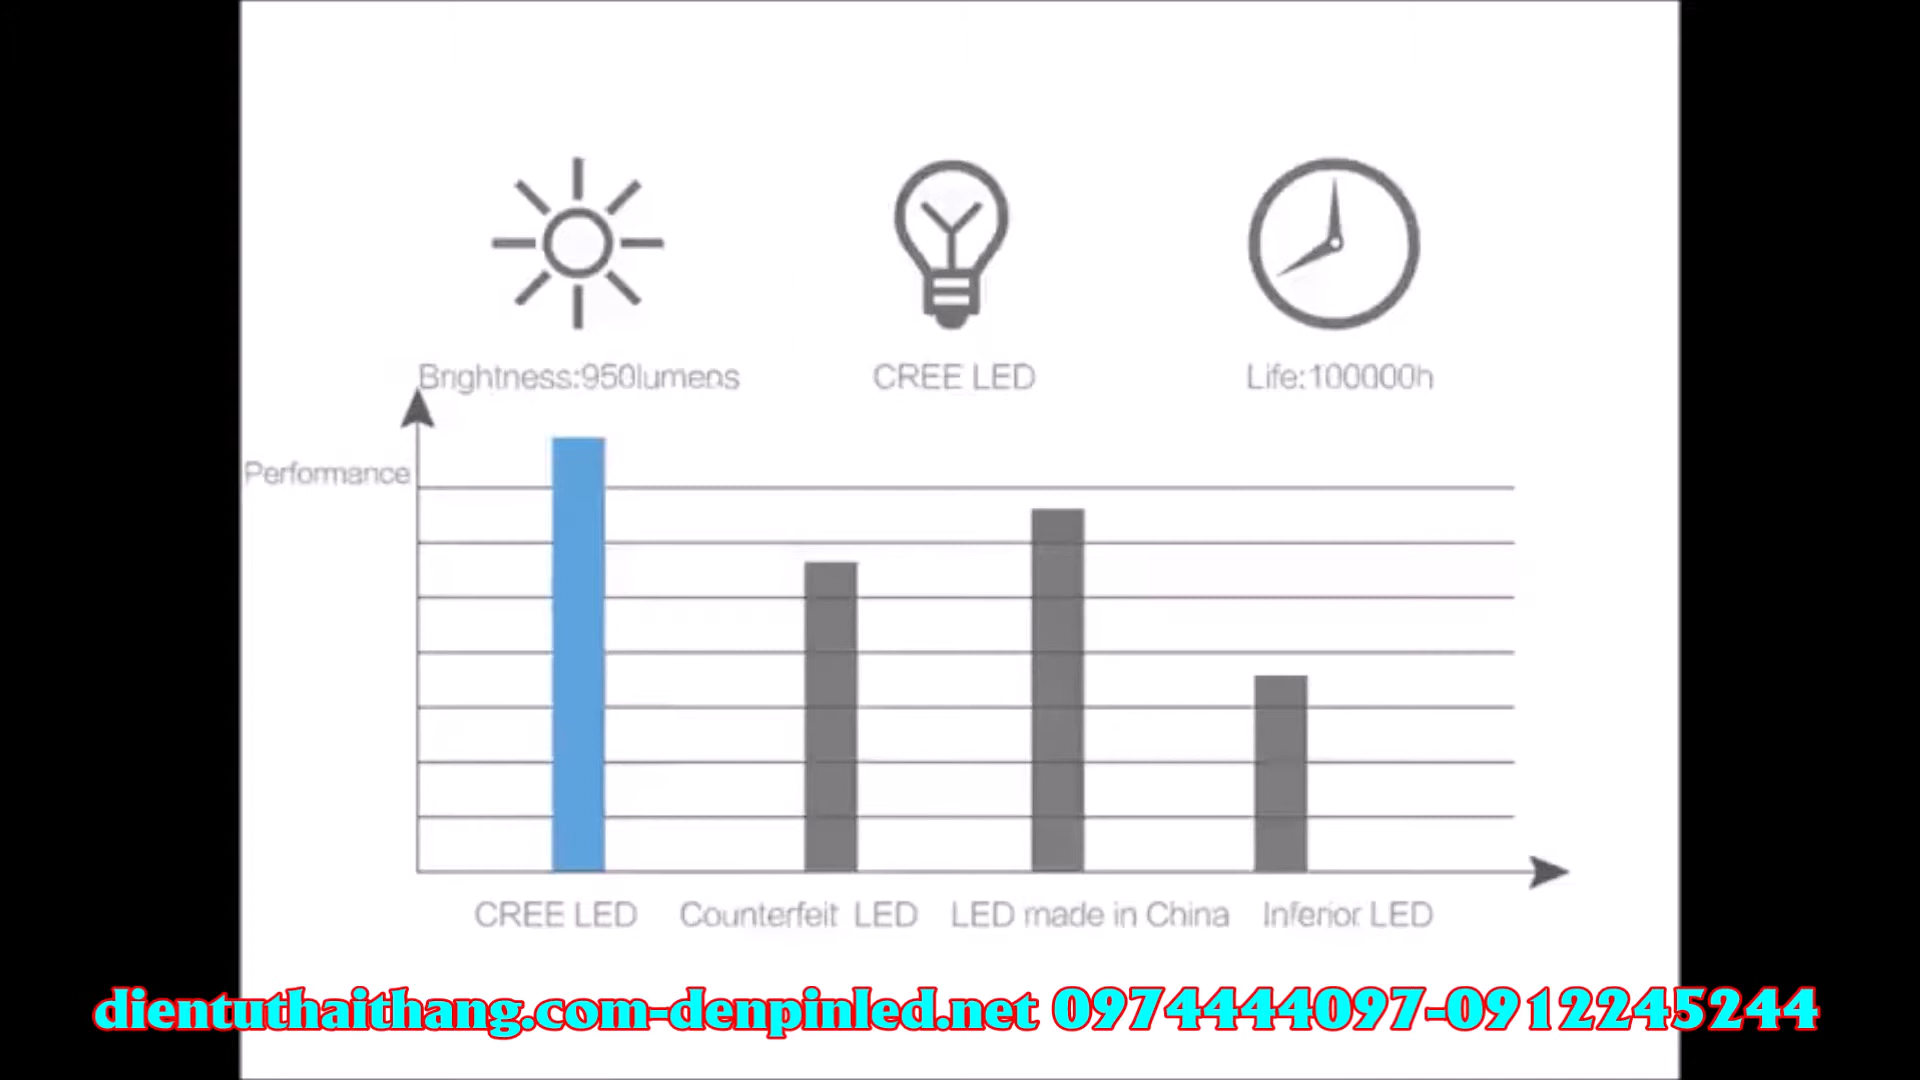 Brightness:950lumens
CREE LED
Life:100000h
Performance
CREE LED
Counterfeit LED
LED made in China
Inferior LED
dientuthaithang.com-denpinled.net 0974444097-0912245244